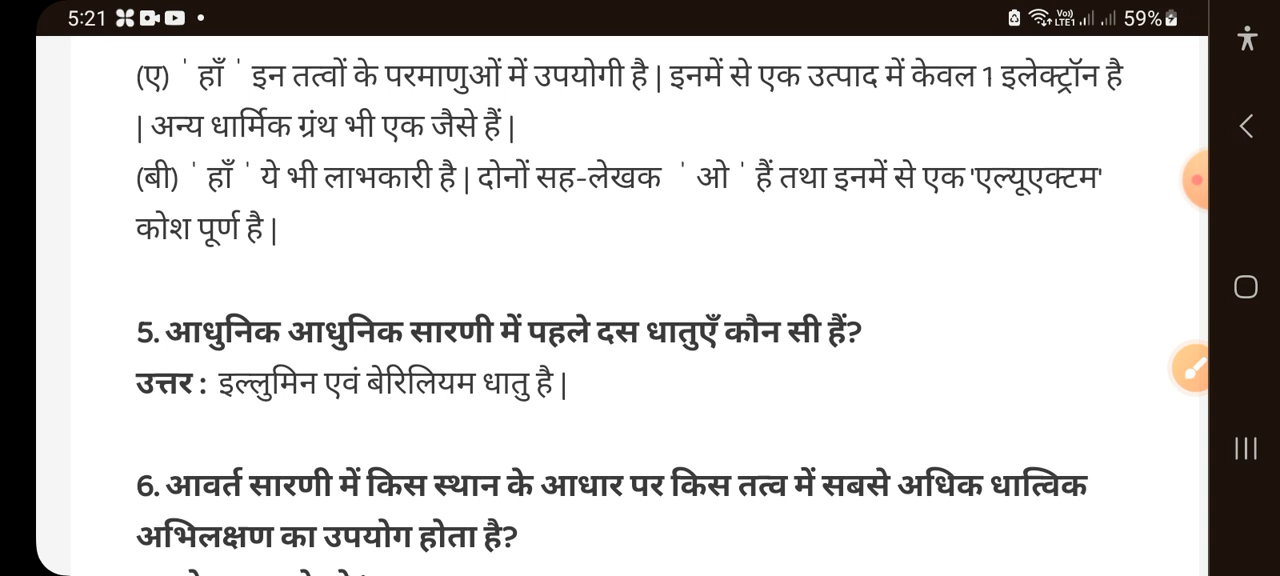 5:21 59%
Vo) LTE1
(ए) ' हाँ ' इन तत्वों के परमाणुओं में उपयोगी है | इनमें से एक उत्पाद में केवल 1 इलेक्ट्रॉन है
| अन्य धार्मिक ग्रंथ भी एक जैसे हैं |
(बी) ' हाँ ' ये भी लाभकारी है | दोनों सह-लेखक ' ओ ' हैं तथा इनमें से एक 'एल्यूएक्टम'
कोश पूर्ण है |
5. आधुनिक आधुनिक सारणी में पहले दस धातुएँ कौन सी हैं?
उत्तर : इल्लुमिन एवं बेरिलियम धातु है |
6. आवर्त सारणी में किस स्थान के आधार पर किस तत्व में सबसे अधिक धात्विक
अभिलक्षण का उपयोग होता है?